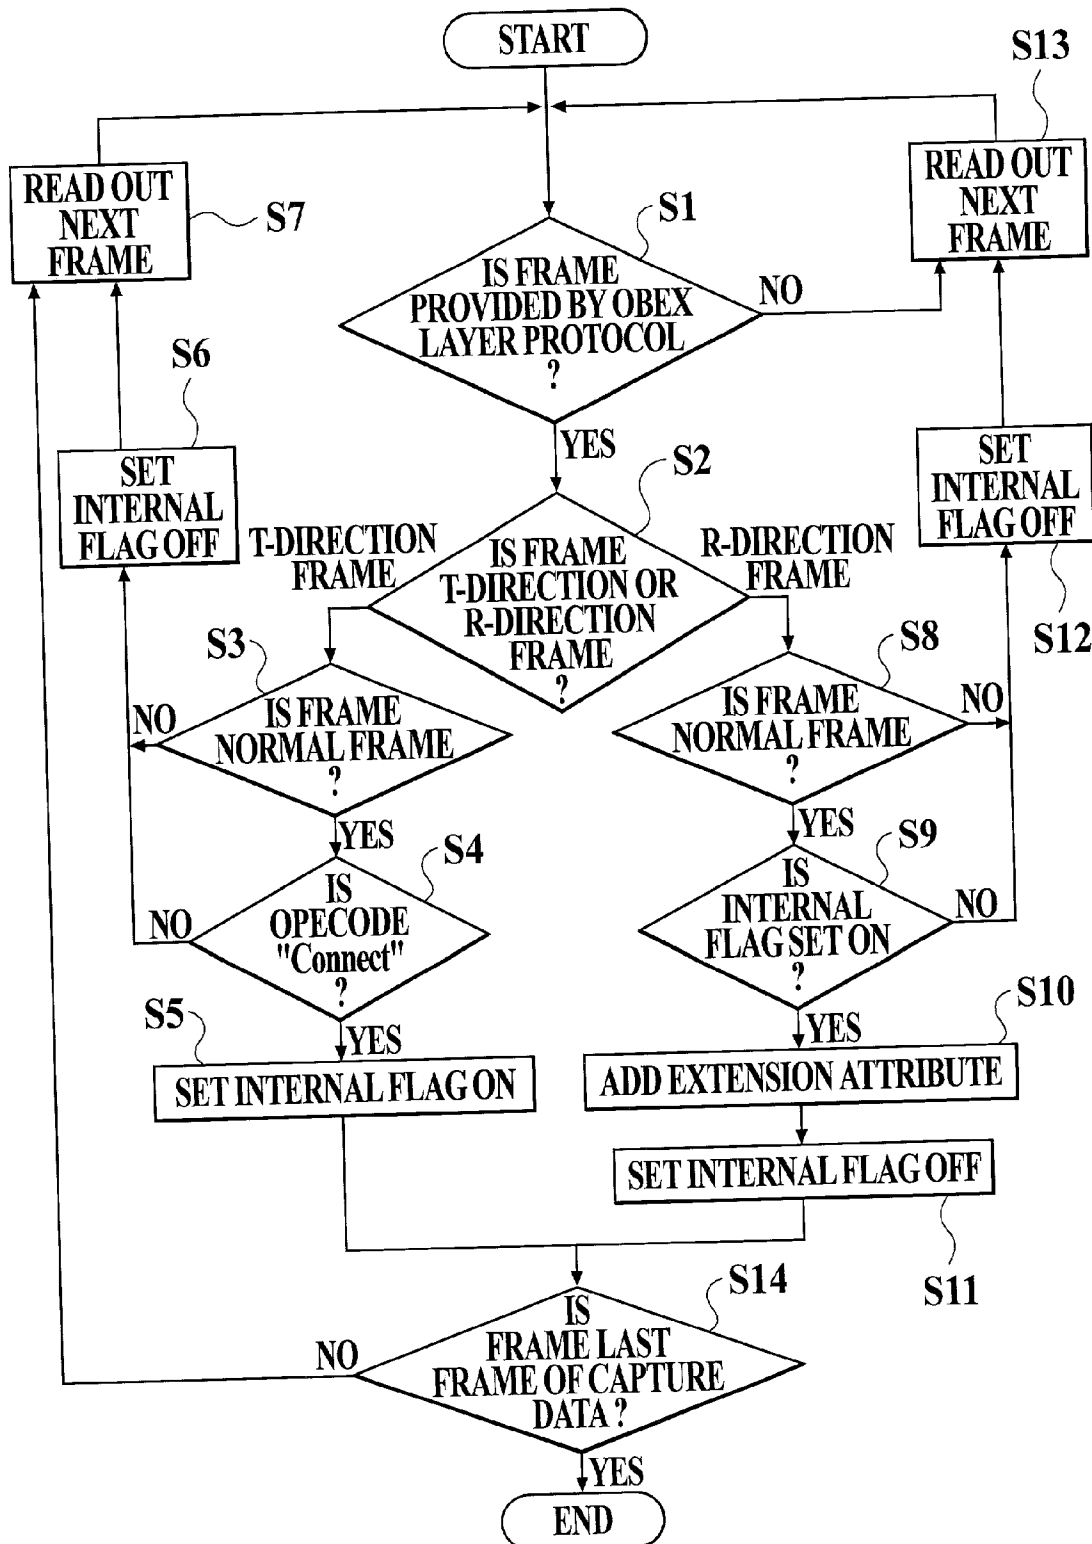 START
S13
READ OUT
NEXT
FRAME
S7
READ OUT
NEXT
FRAME
S1
IS FRAME
PROVIDED BY OBEX
LAYER PROTOCOL
?
NO
YES
S6
SET
INTERNAL
FLAG OFF
S2
IS FRAME
T-DIRECTION OR
R-DIRECTION
FRAME
?
T-DIRECTION
FRAME
R-DIRECTION
FRAME
SET
INTERNAL
FLAG OFF
S12
S3
IS FRAME
NORMAL FRAME
?
NO
YES
S8
IS FRAME
NORMAL FRAME
?
NO
YES
S4
IS
OPECODE
"Connect"
?
NO
YES
S9
IS
INTERNAL
FLAG SET ON
?
NO
YES
S5
SET INTERNAL FLAG ON
S10
ADD EXTENSION ATTRIBUTE
SET INTERNAL FLAG OFF
S11
S14
IS
FRAME LAST
FRAME OF CAPTURE
DATA ?
NO
YES
END